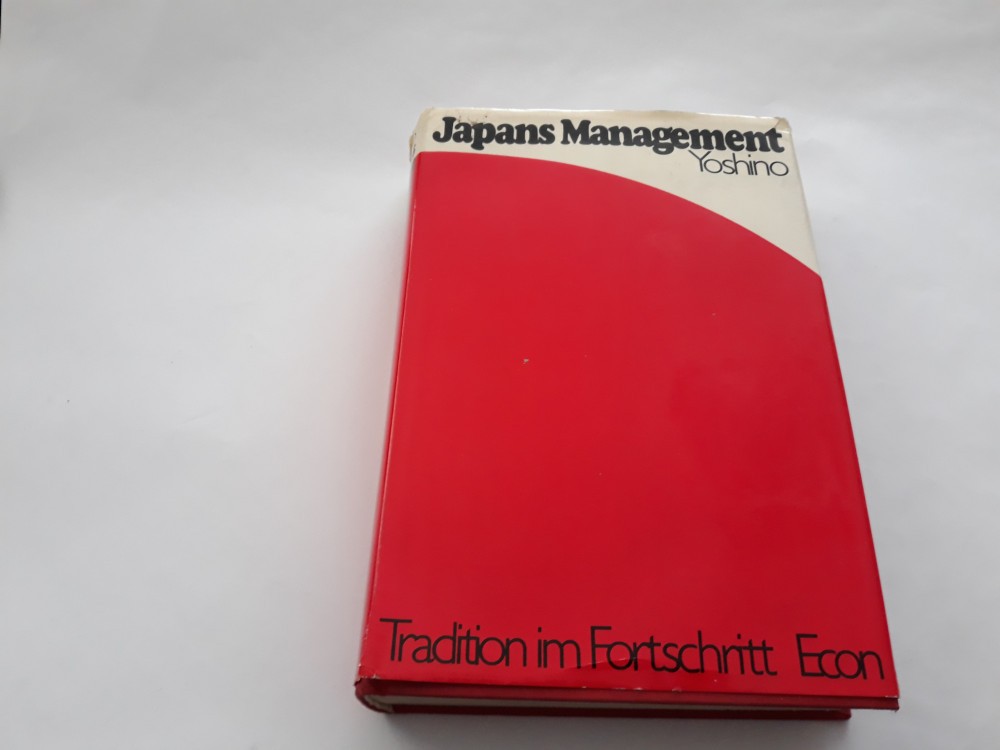 Japans Management
Yoshino
Tradition im Fortschritt Econ